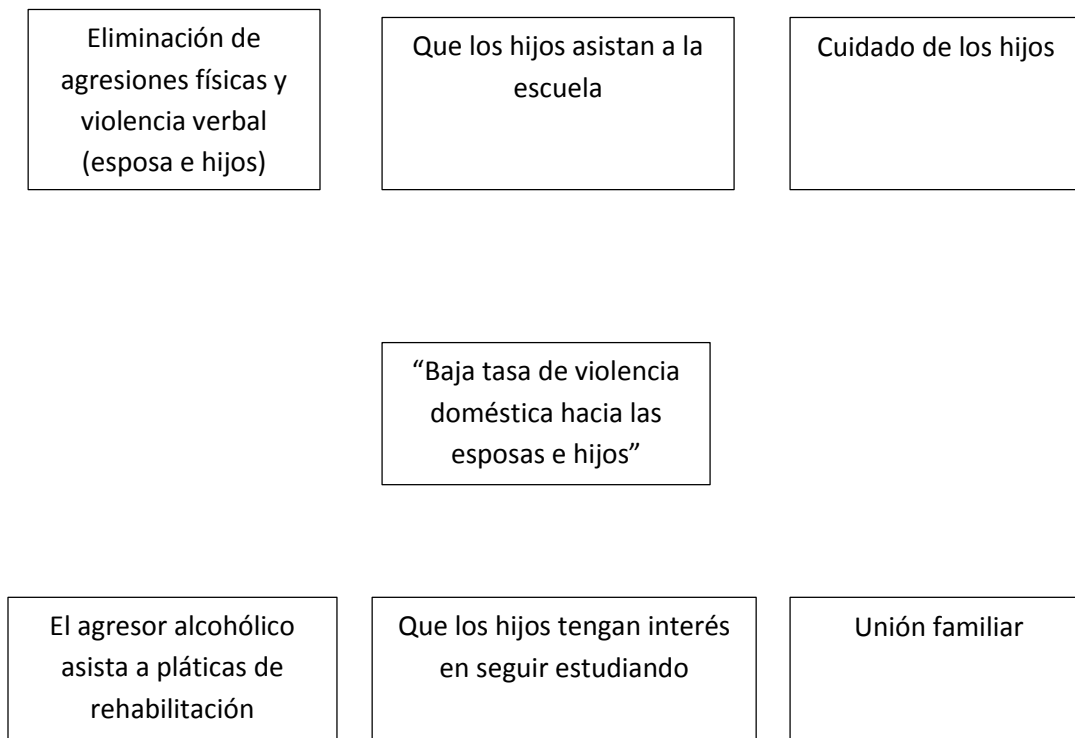 Eliminación de
agresiones físicas y
violencia verbal
(esposa e hijos)
Que los hijos asistan a la
escuela
Cuidado de los hijos
“Baja tasa de violencia
doméstica hacia las
esposas e hijos”
El agresor alcohólico
asista a pláticas de
rehabilitación
Que los hijos tengan interés
en seguir estudiando
Unión familiar